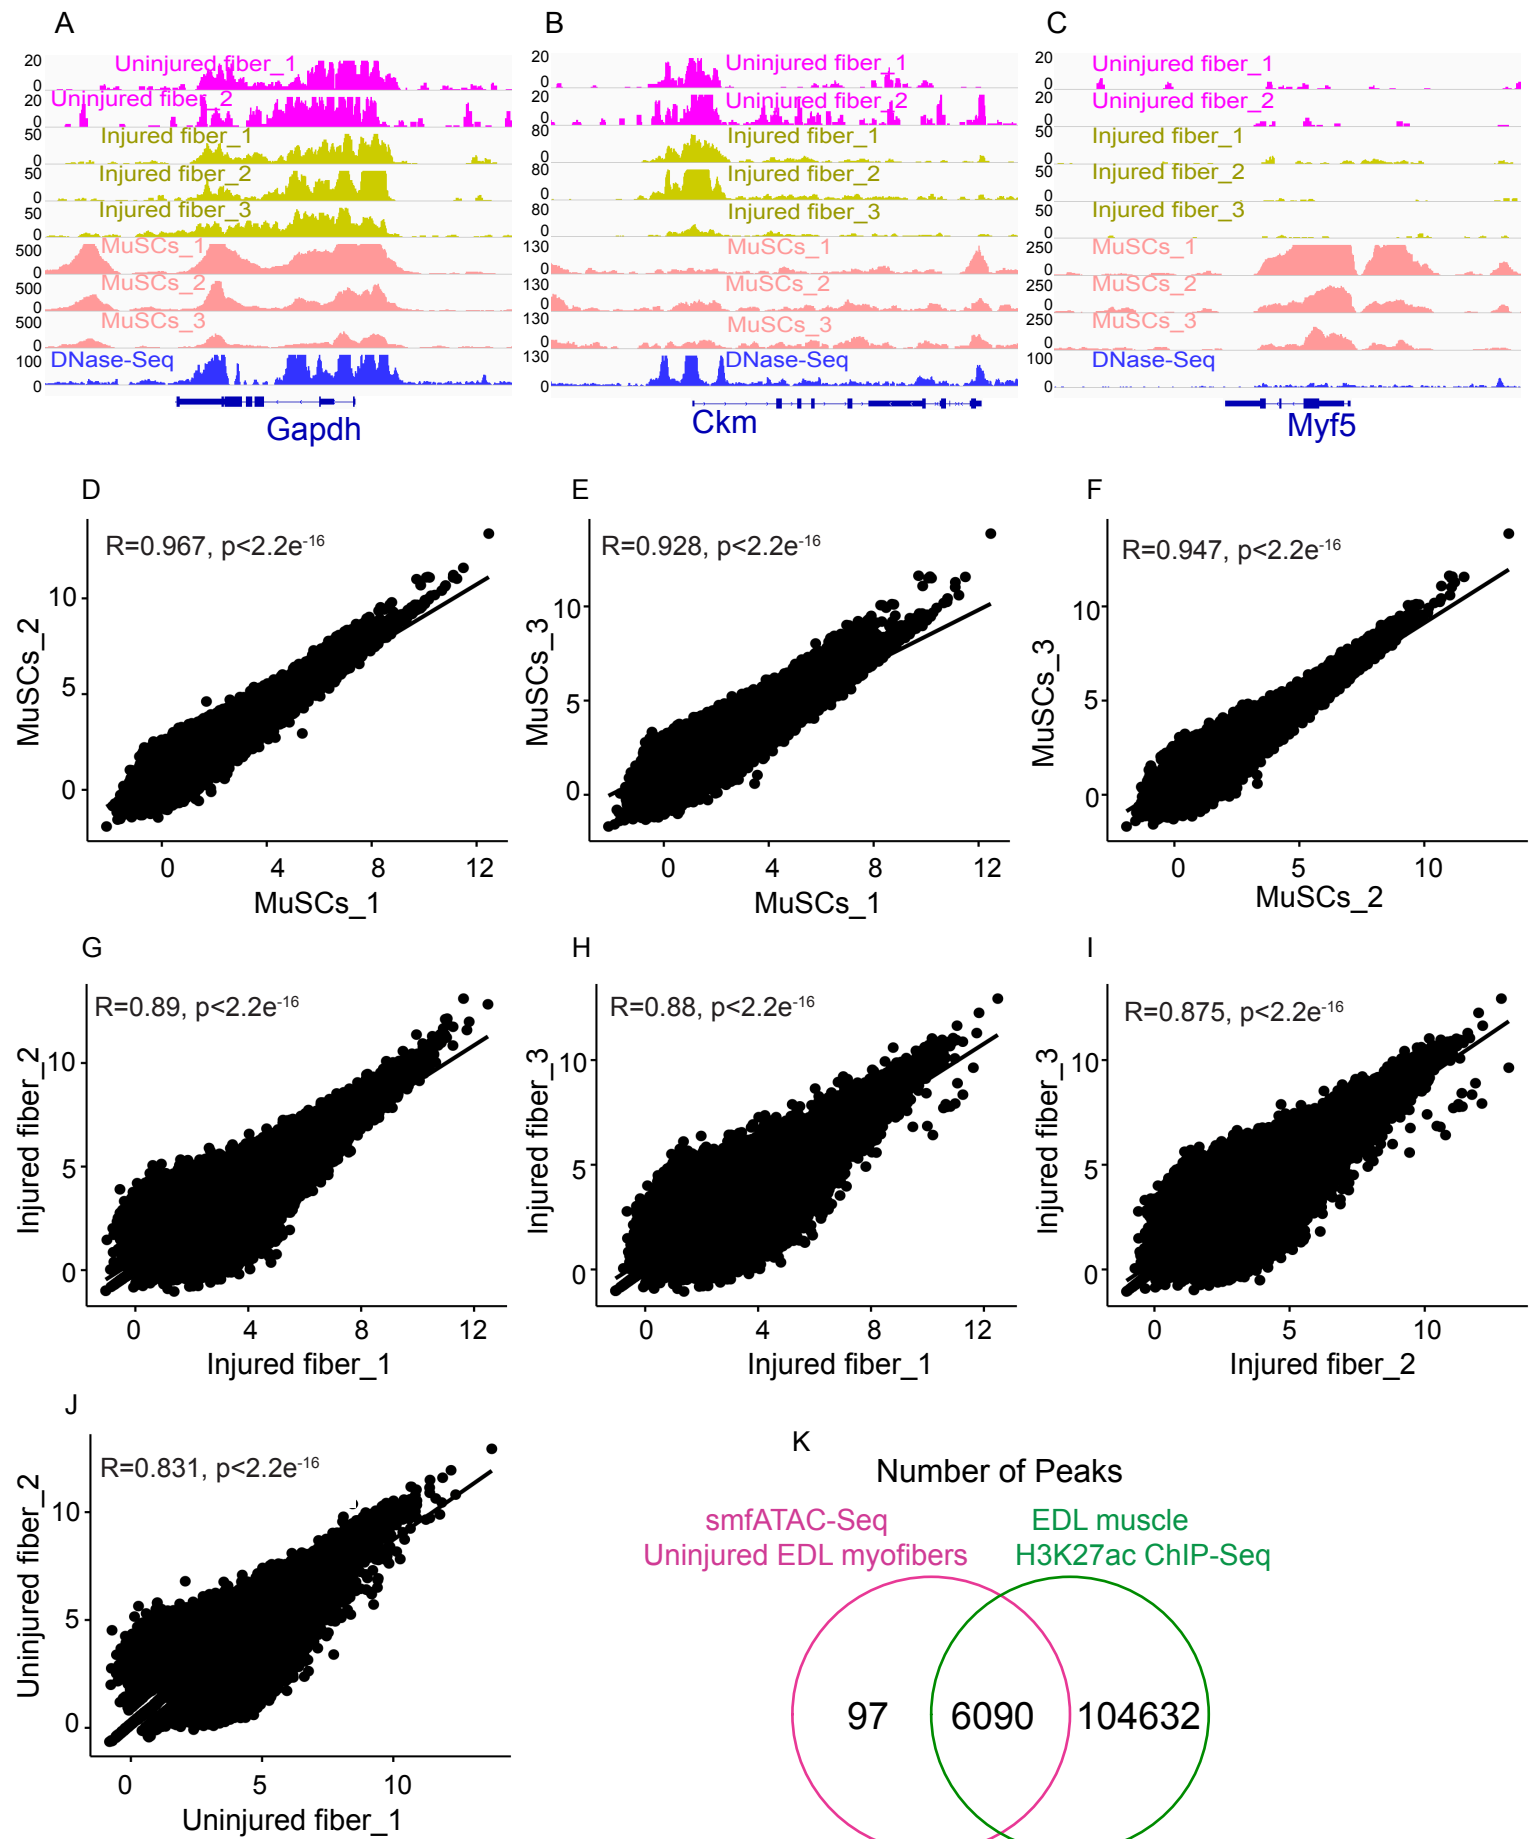 A
20
0
Uninjured fiber_1
20
0
Uninjured fiber_2
50
0
Injured fiber_1
50
0
Injured fiber_2
50
0
Injured fiber_3
500
0
MuSCs_1
500
0
MuSCs_2
500
0
MuSCs_3
100
0
DNase-Seq
Gapdh
B
20
0
Uninjured fiber_1
20
0
Uninjured fiber_2
80
0
Injured fiber_1
80
0
Injured fiber_2
80
0
Injured fiber_3
130
0
MuSCs_1
130
0
MuSCs_2
130
0
MuSCs_3
130
0
DNase-Seq
Ckm
C
20
0
Uninjured fiber_1
20
0
Uninjured fiber_2
50
0
Injured fiber_1
50
0
Injured fiber_2
50
0
Injured fiber_3
250
0
MuSCs_1
250
0
MuSCs_2
250
0
MuSCs_3
100
0
DNase-Seq
Myf5
D
R=0.967, p<2.2e-16
MuSCs_2
10
5
0
0 4 8 12
MuSCs_1
E
R=0.928, p<2.2e-16
MuSCs_3
10
5
0
0 4 8 12
MuSCs_1
F
R=0.947, p<2.2e-16
MuSCs_3
10
5
0
0 5 10
MuSCs_2
G
R=0.89, p<2.2e-16
Injured fiber_2
10
5
0
0 4 8 12
Injured fiber_1
H
R=0.88, p<2.2e-16
Injured fiber_3
10
5
0
0 4 8 12
Injured fiber_1
I
R=0.875, p<2.2e-16
Injured fiber_3
10
5
0
0 5 10
Injured fiber_2
J
R=0.831, p<2.2e-16
Uninjured fiber_2
10
5
0
0 5 10
Uninjured fiber_1
K
Number of Peaks
smfATAC-Seq
Uninjured EDL myofibers
EDL muscle
H3K27ac ChIP-Seq
97 6090 104632